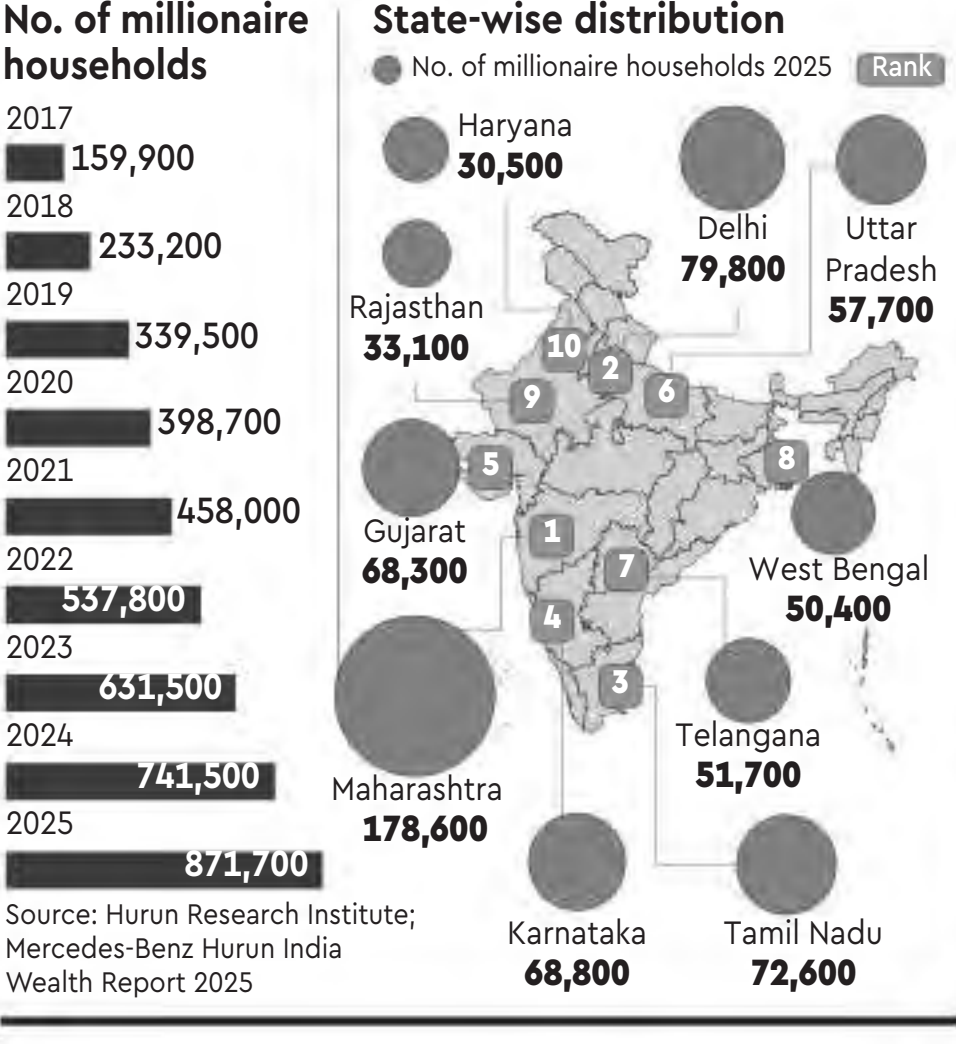 No. of millionaire
households
2017
159,900
2018
233,200
2019
339,500
2020
398,700
2021
458,000
2022
537,800
2023
631,500
2024
741,500
2025
871,700
Source: Hurun Research Institute;
Mercedes-Benz Hurun India
Wealth Report 2025
State-wise distribution
No. of millionaire households 2025
Rank
Haryana
30,500
Delhi
79,800
Uttar
Pradesh
57,700
Rajasthan
33,100
10
2
6
9
5
8
1
7
4
3
Gujarat
68,300
West Bengal
50,400
Maharashtra
178,600
Telangana
51,700
Karnataka
68,800
Tamil Nadu
72,600